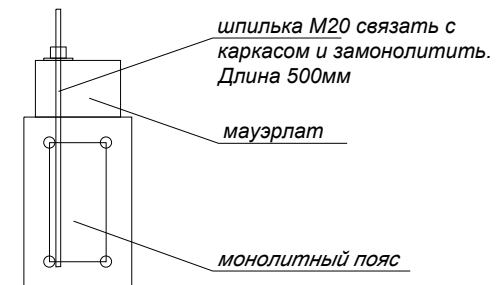 шпилька М20 связать с
каркасом и замонолитить.
Длина 500мм
мауэрлат
монолитный пояс